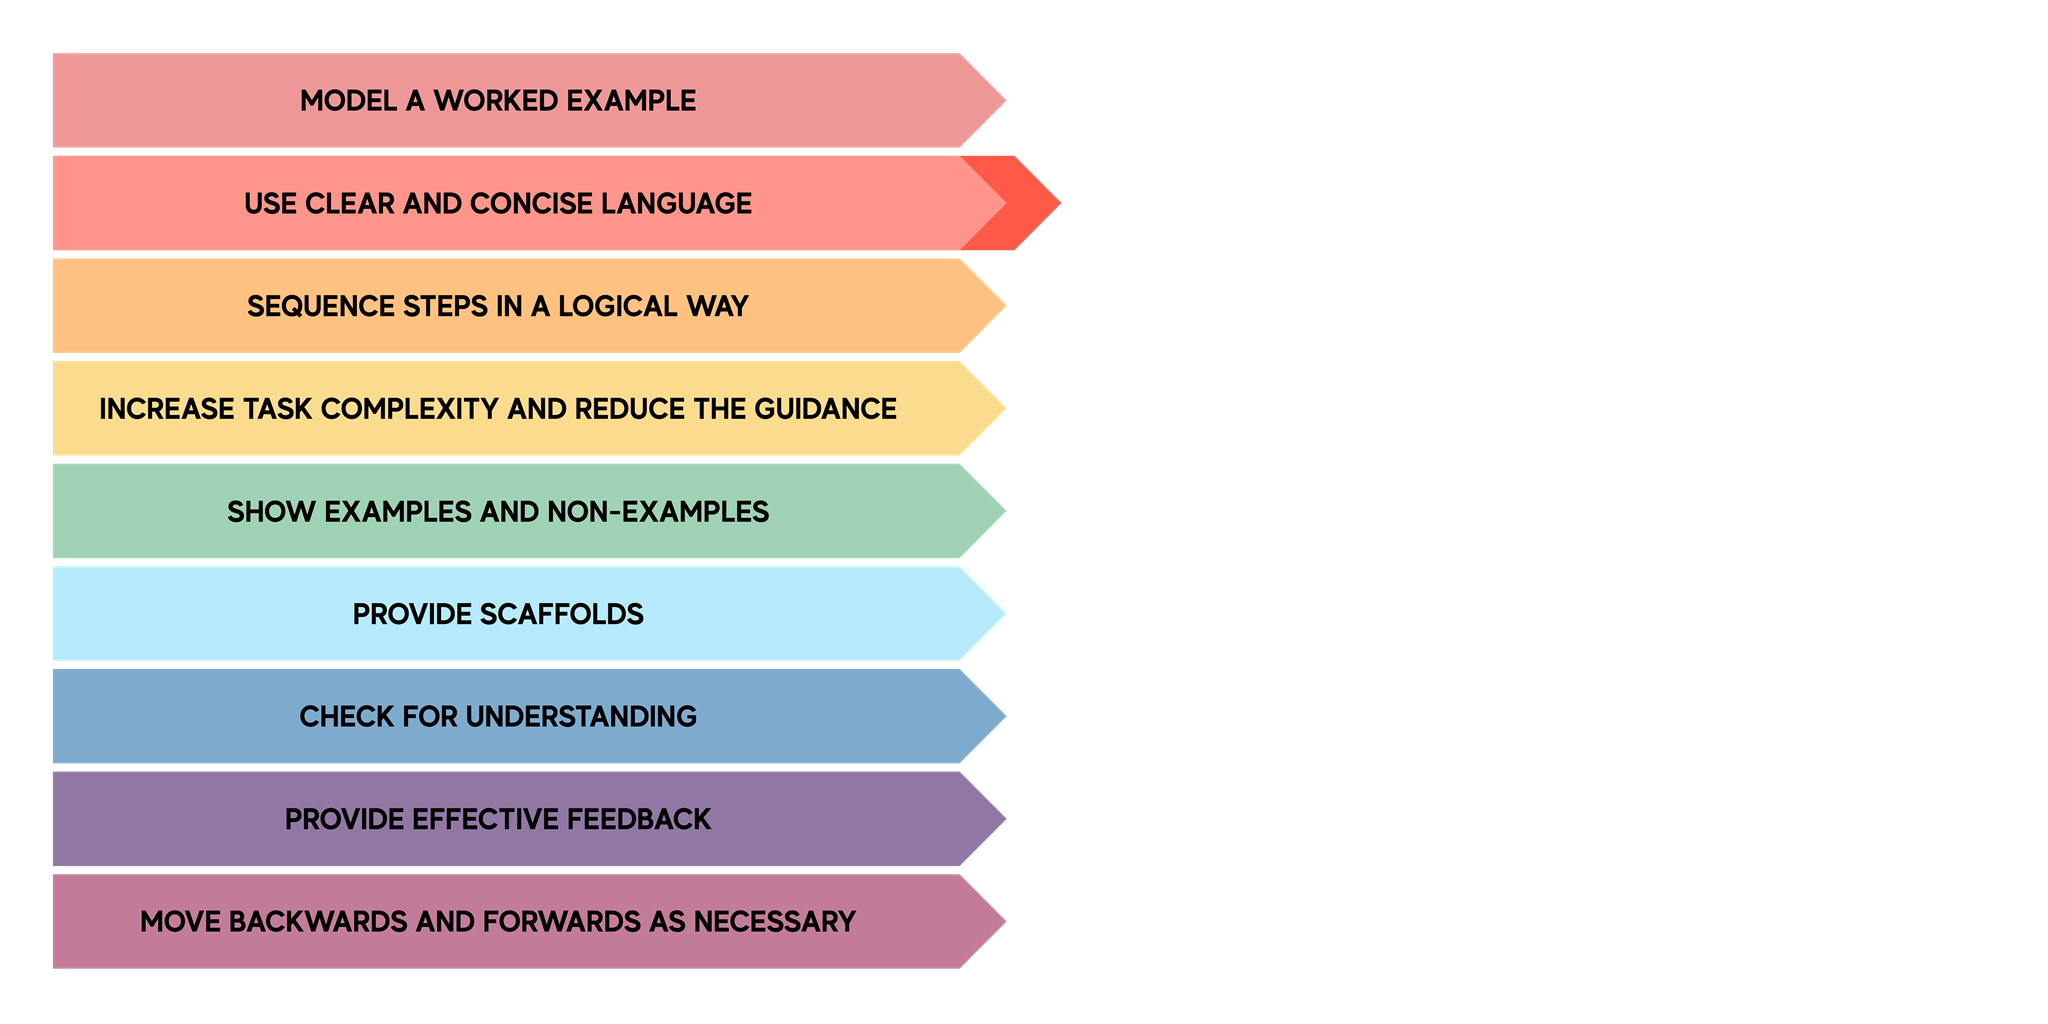 MODEL A WORKED EXAMPLE
USE CLEAR AND CONCISE LANGUAGE
SEQUENCE STEPS IN A LOGICAL WAY
INCREASE TASK COMPLEXITY AND REDUCE THE GUIDANCE
SHOW EXAMPLES AND NON-EXAMPLES
PROVIDE SCAFFOLDS
CHECK FOR UNDERSTANDING
PROVIDE EFFECTIVE FEEDBACK
MOVE BACKWARDS AND FORWARDS AS NECESSARY